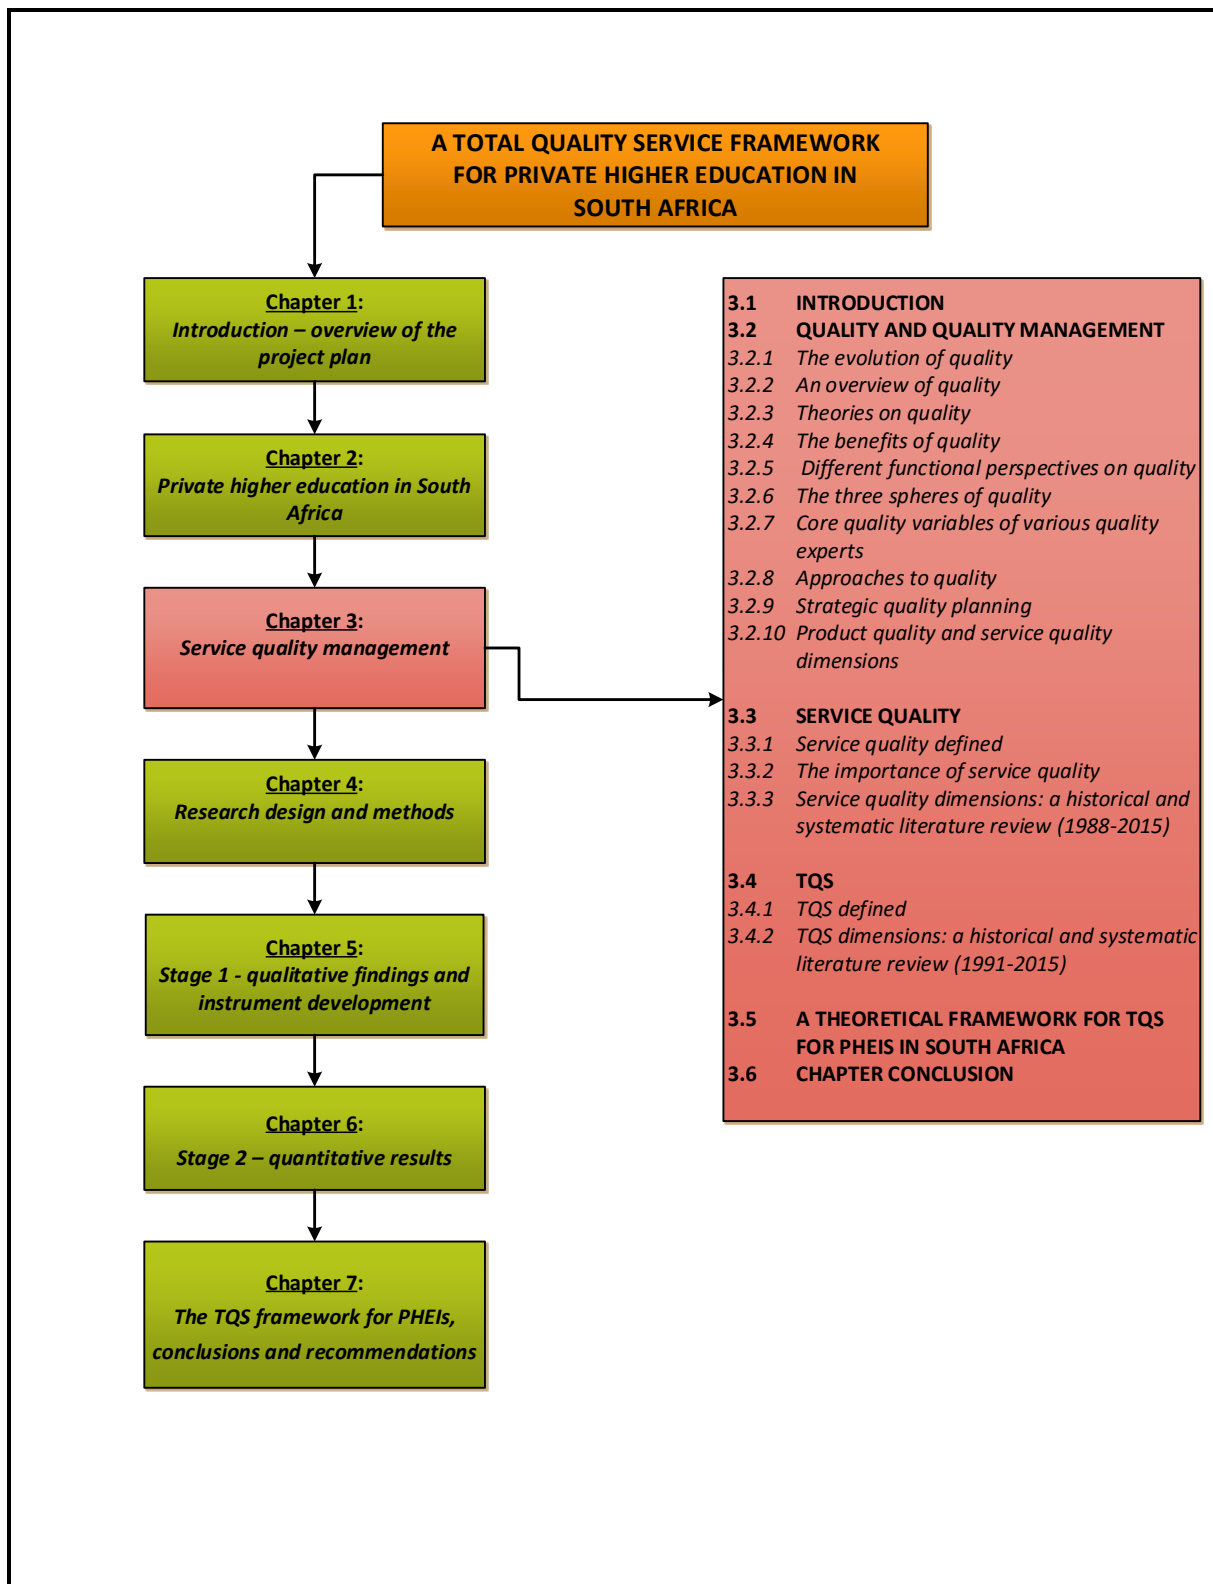 A TOTAL QUALITY SERVICE FRAMEWORK
FOR PRIVATE HIGHER EDUCATION IN
SOUTH AFRICA
Chapter 1:
Introduction – overview of the
project plan
Chapter 2:
Private higher education in South
Africa
Chapter 3:
Service quality management
Chapter 4:
Research design and methods
Chapter 5:
Stage 1 - qualitative findings and
instrument development
Chapter 6:
Stage 2 – quantitative results
Chapter 7:
The TQS framework for PHEIs,
conclusions and recommendations
3.1 INTRODUCTION
3.2 QUALITY AND QUALITY MANAGEMENT
3.2.1 The evolution of quality
3.2.2 An overview of quality
3.2.3 Theories on quality
3.2.4 The benefits of quality
3.2.5 Different functional perspectives on quality
3.2.6 The three spheres of quality
3.2.7 Core quality variables of various quality
experts
3.2.8 Approaches to quality
3.2.9 Strategic quality planning
3.2.10 Product quality and service quality
dimensions
3.3 SERVICE QUALITY
3.3.1 Service quality defined
3.3.2 The importance of service quality
3.3.3 Service quality dimensions: a historical and
systematic literature review (1988-2015)
3.4 TQS
3.4.1 TQS defined
3.4.2 TQS dimensions: a historical and systematic
literature review (1991-2015)
3.5 A THEORETICAL FRAMEWORK FOR TQS
FOR PHEIS IN SOUTH AFRICA
3.6 CHAPTER CONCLUSION